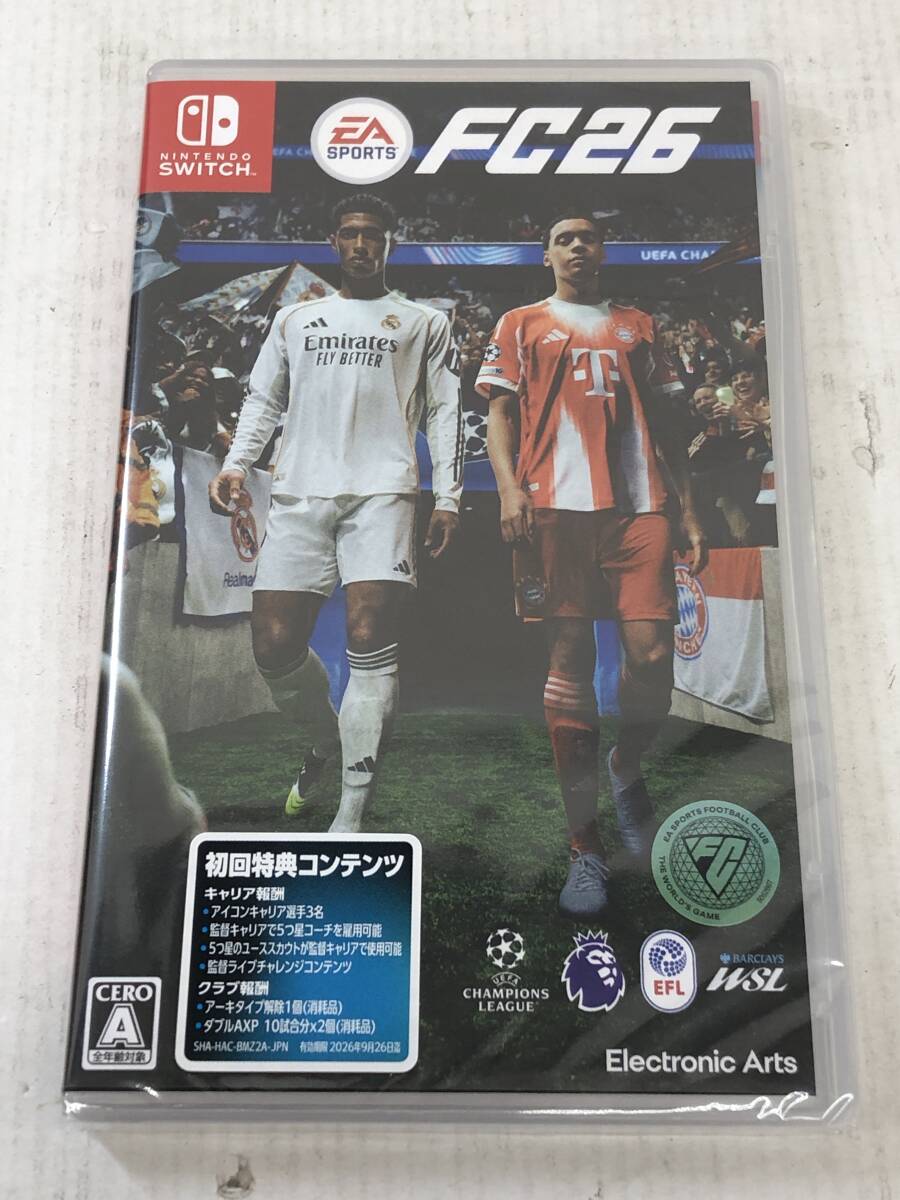 NINTENDO
SWITCH
EA
SPORTS
FC26
UEFA CHA
Emirates
FLY BETTER
T
Realma
EA SPORTS FOOTBALL CLUB
THE WORLD'S GAME
FC
初回特典コンテンツ
キャリア報酬
•アイコンキャリア選手3名
•監督キャリアで5つ星コーチを雇用可能
•5つ星のユーススカウトが監督キャリアで使用可能
•監督ライブチャレンジコンテンツ
クラブ報酬
•アーキタイプ解除1個(消耗品)
•ダブルAXP 10試合分×2個(消耗品)
SHA-HAC-BMZ2A-JPN 有効期限 2026年9月26日迄
CERO
A
全年齢対象
UEFA
CHAMPIONS
LEAGUE
EFL
BARCLAYS
WSL
Electronic Arts